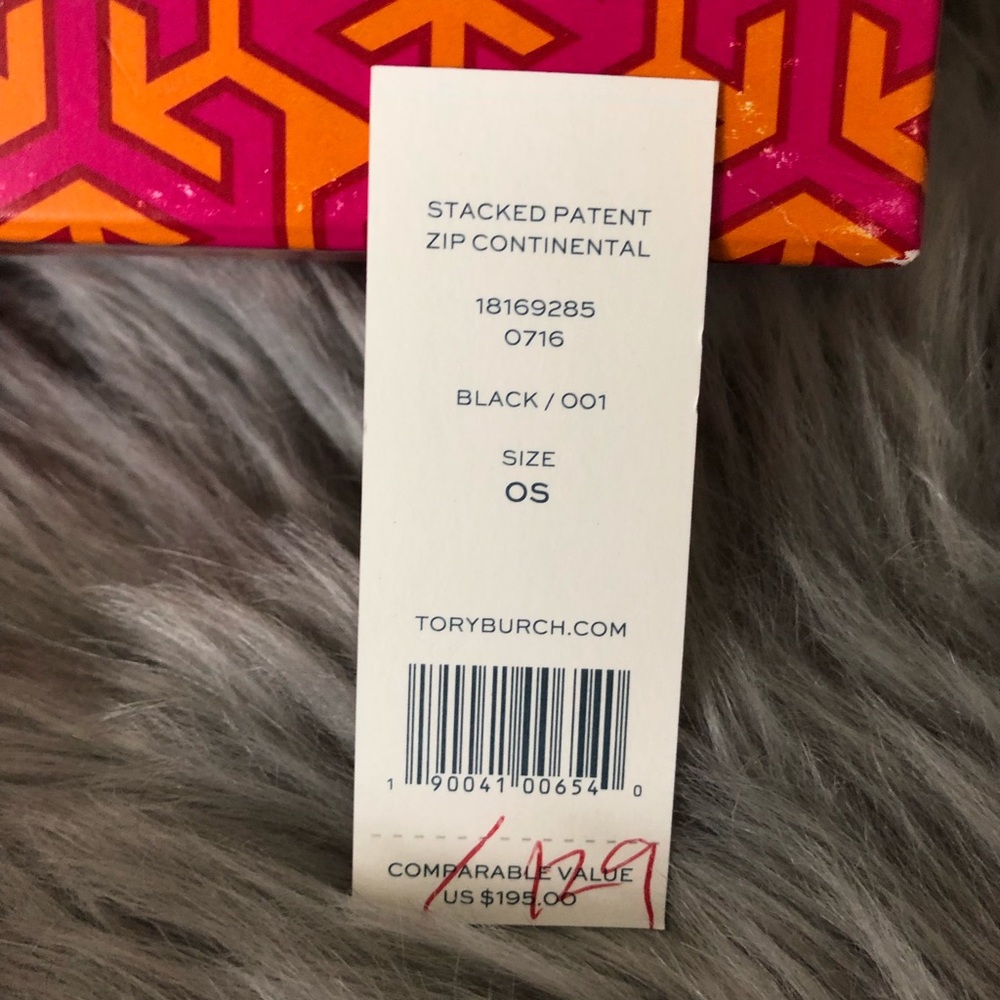 STACKED PATENT
ZIP CONTINENTAL
18169285
0716
BLACK / 001
SIZE
OS
TORYBURCH.COM
1 90041 00654 0
COMPARABLE VALUE
US $195.00
/ 129